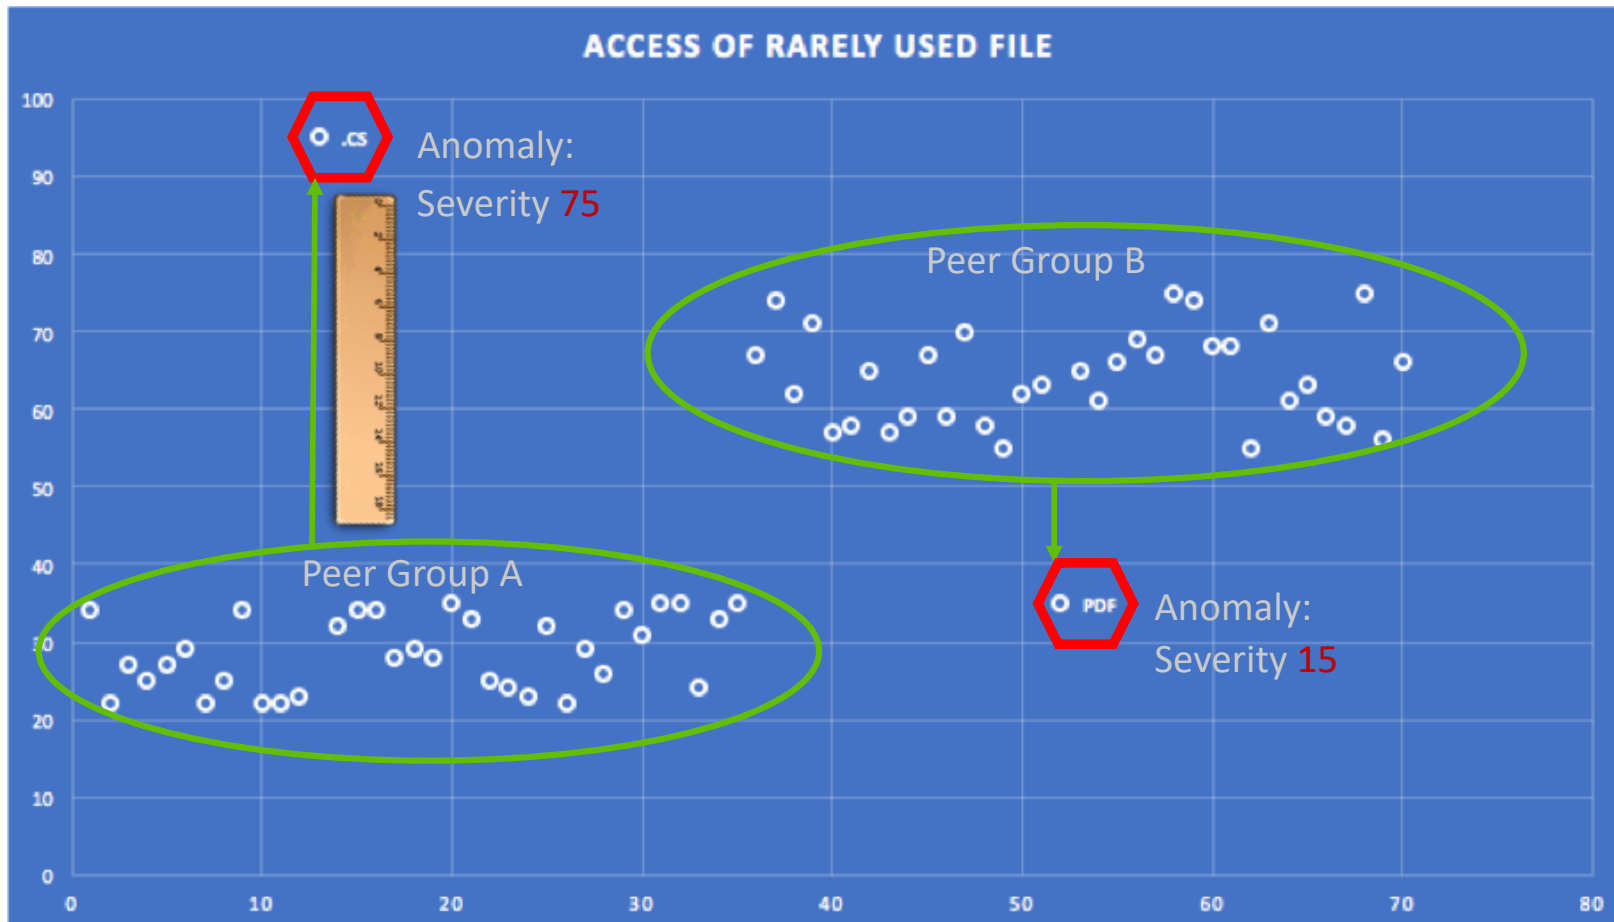 ACCESS OF RARELY USED FILE
100
90
80
70
60
50
40
30
20
10
0
0 10 20 30 40 50 60 70 80
.CS
Anomaly:
Severity 75
Peer Group B
Peer Group A
PDF
Anomaly:
Severity 15